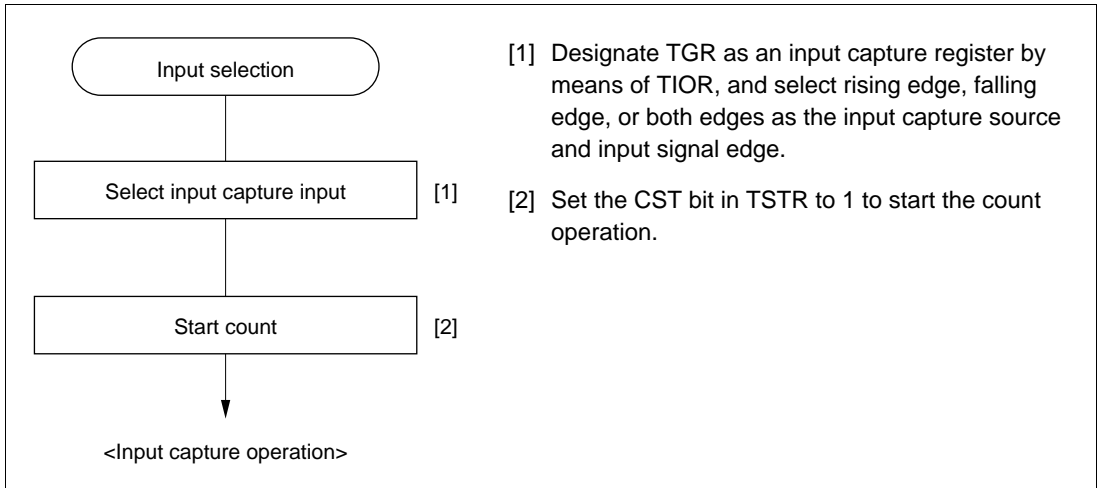 Input selection
Select input capture input
[1]
Start count
[2]
<Input capture operation>
[1] Designate TGR as an input capture register by
means of TIOR, and select rising edge, falling
edge, or both edges as the input capture source
and input signal edge.
[2] Set the CST bit in TSTR to 1 to start the count
operation.